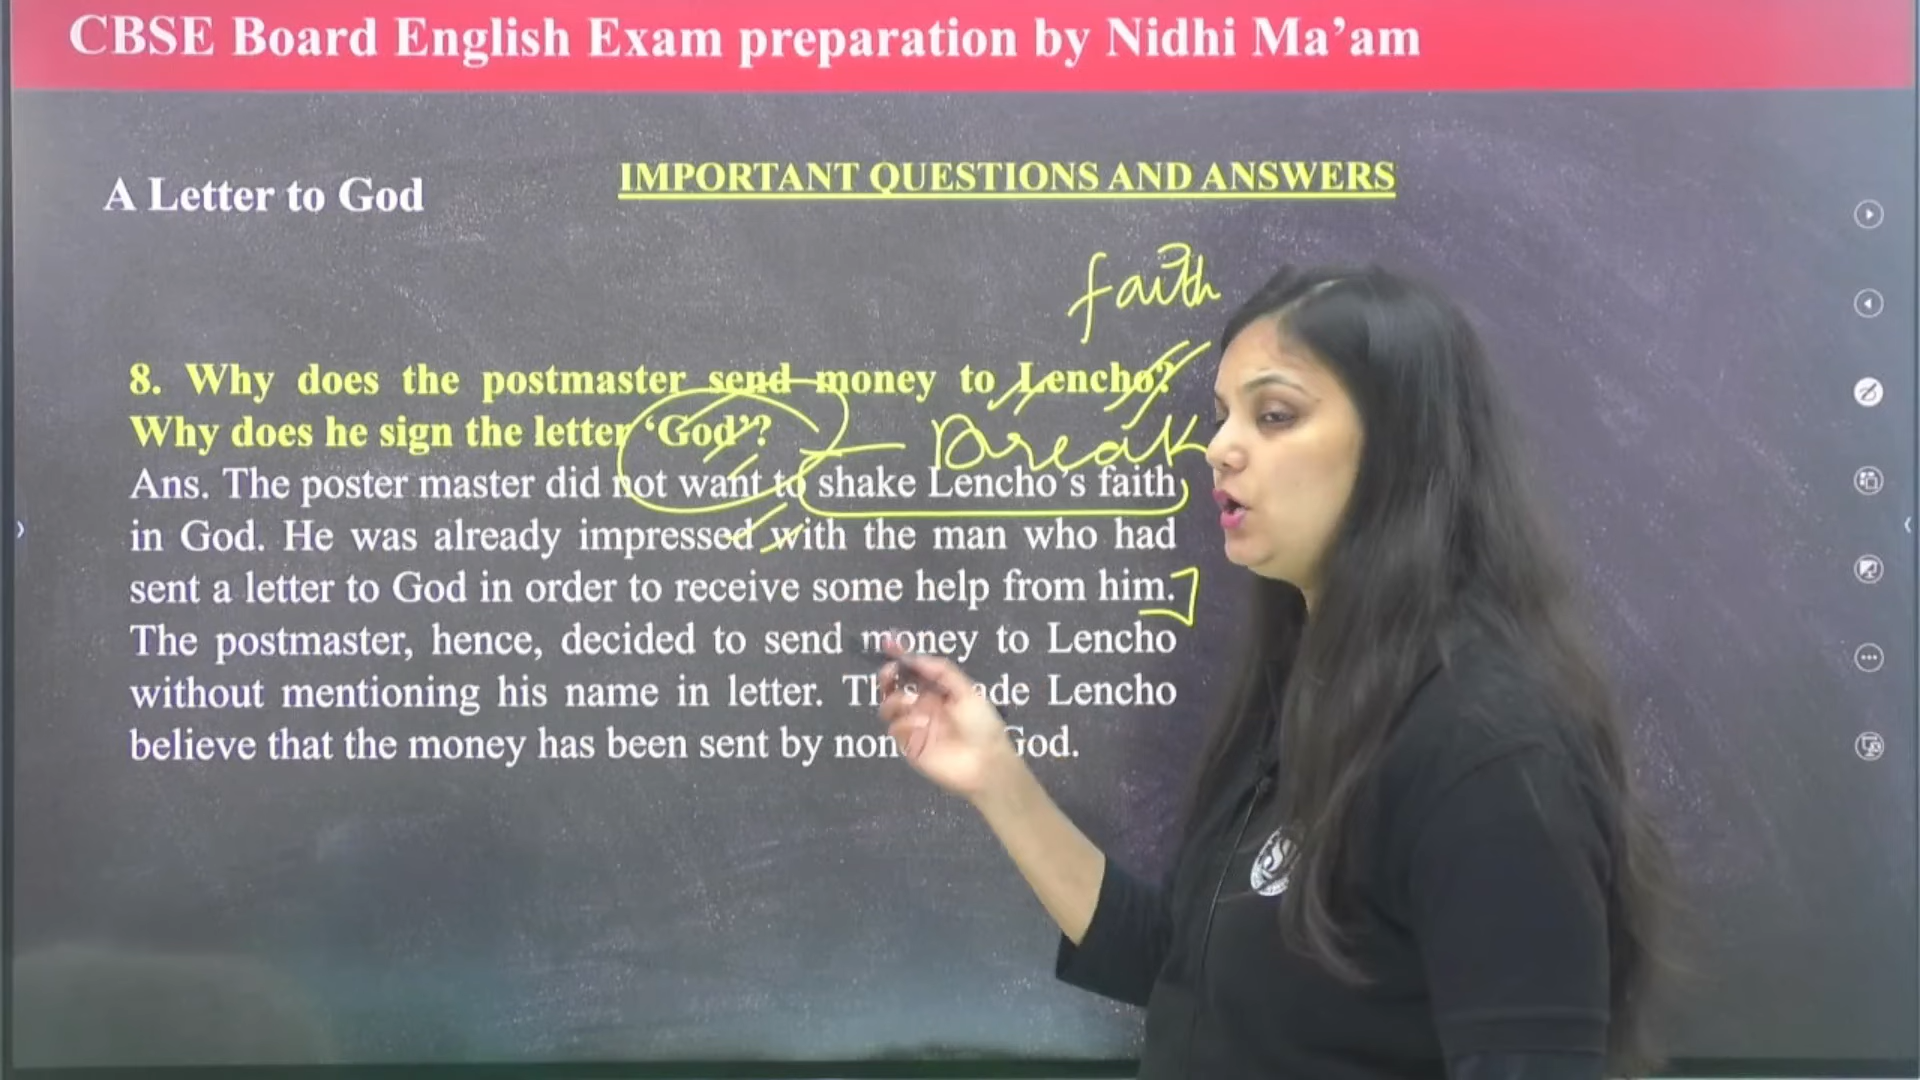 CBSE Board English Exam preparation by Nidhi Ma’am
A Letter to God
IMPORTANT QUESTIONS AND ANSWERS
faith
8. Why does the postmaster send money to Lencho?
Why does he sign the letter ‘God’?
Break
Ans. The poster master did not want to shake Lencho’s faith
in God. He was already impressed with the man who had
sent a letter to God in order to receive some help from him.
The postmaster, hence, decided to send money to Lencho
without mentioning his name in letter. Lencho
believe that the money has been sent by God.